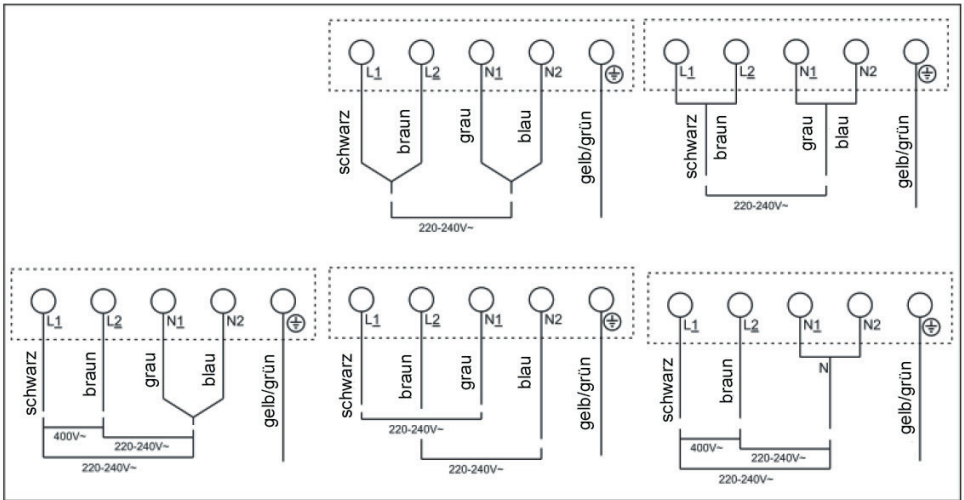 L1 L2 N1 N2
schwarz braun grau blau gelb/grün
220-240V~
L1 L2 N1 N2
schwarz braun grau blau gelb/grün
220-240V~
L1 L2 N1 N2
schwarz braun grau blau gelb/grün
400V~
220-240V~
220-240V~
L1 L2 N1 N2
schwarz braun grau blau gelb/grün
220-240V~
220-240V~
L1 L2 N1 N2
N
schwarz braun gelb/grün
400V~
220-240V~
220-240V~